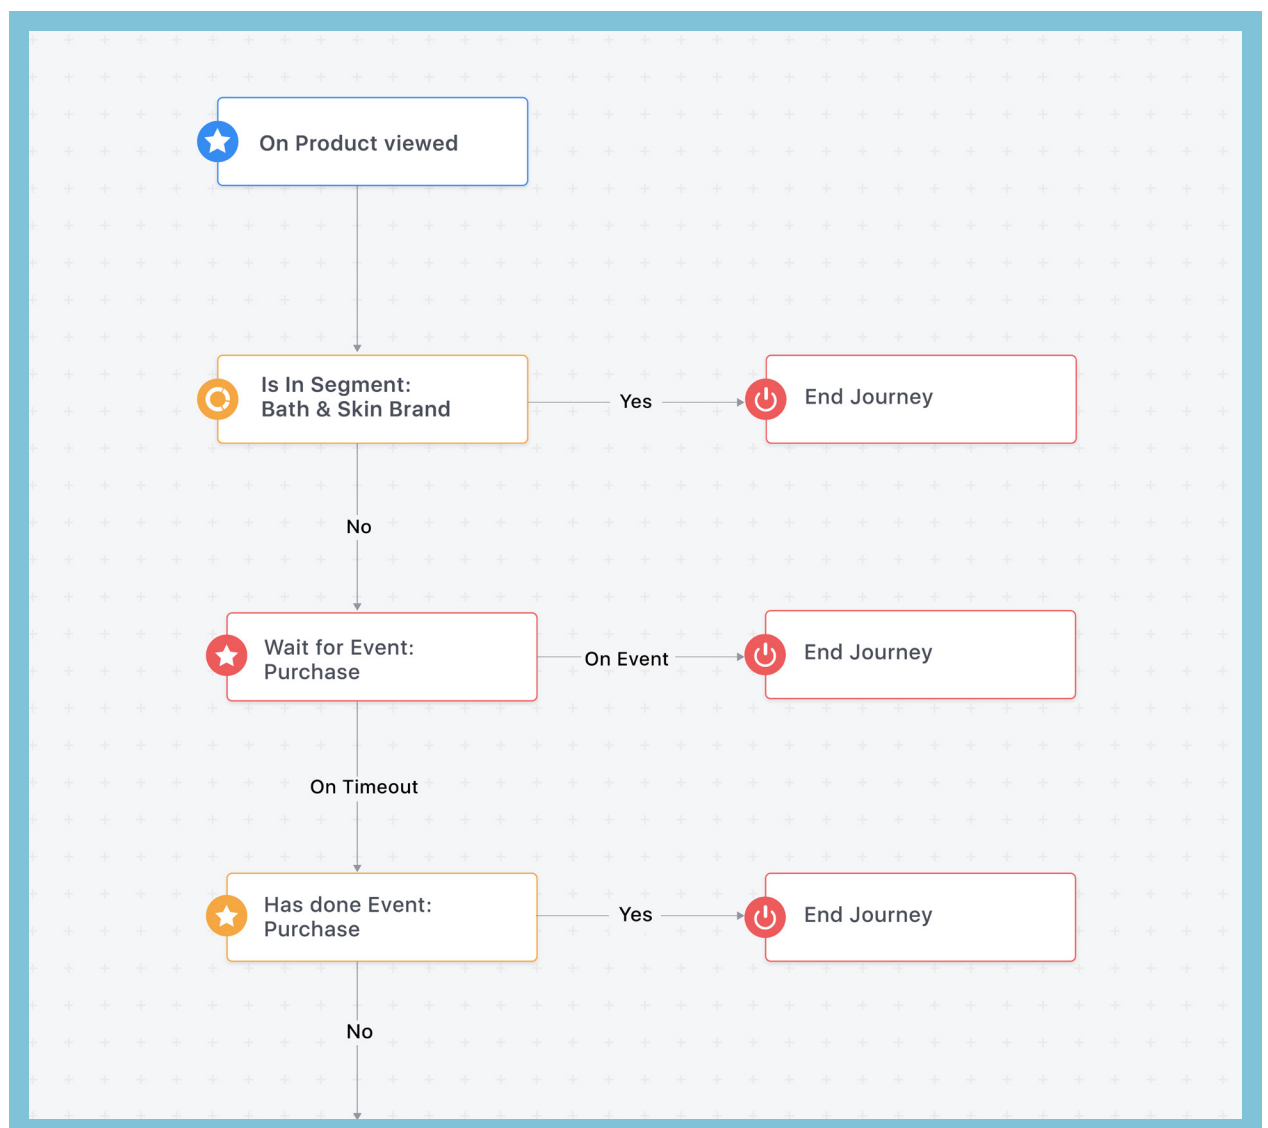 On Product viewed
Is In Segment:
Bath & Skin Brand
Yes
End Journey
No
Wait for Event:
Purchase
On Event
End Journey
On Timeout
Has done Event:
Purchase
Yes
End Journey
No